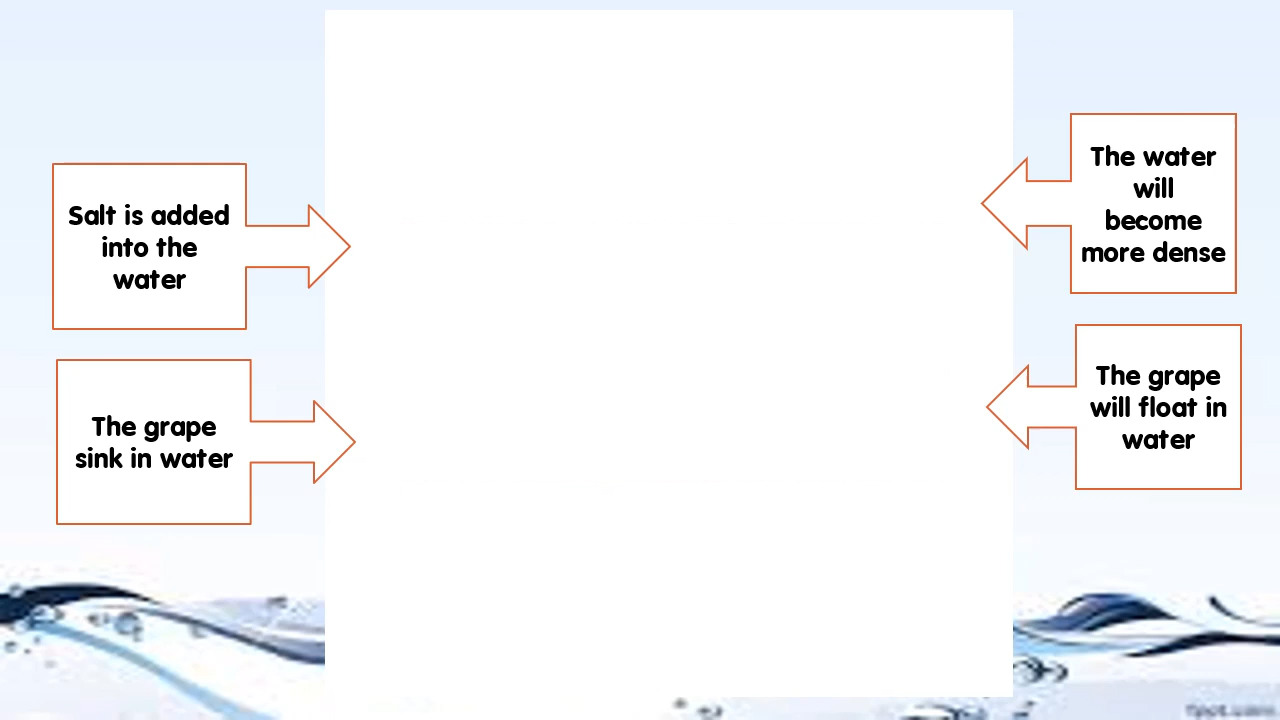 Salt is added
into the
water
The grape
sink in water
The water
will
become
more dense
The grape
will float in
water